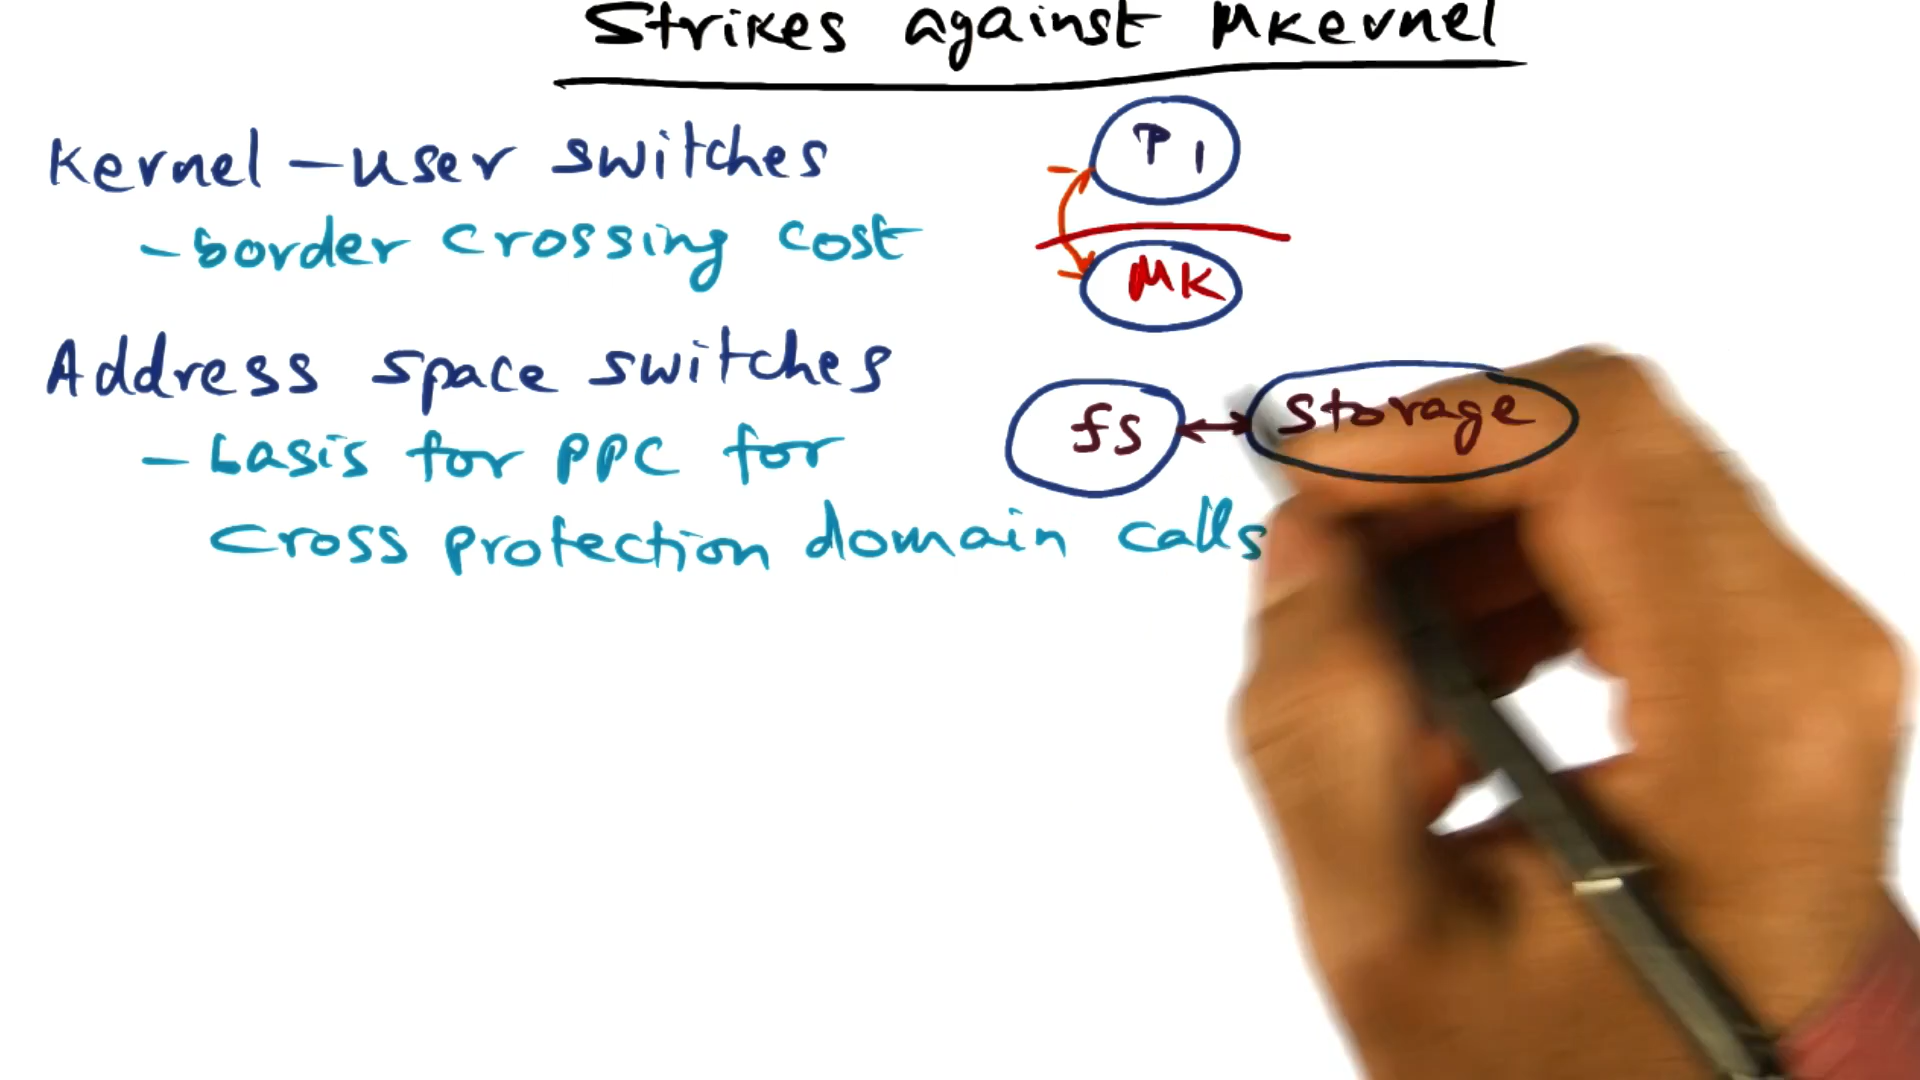 Strikes against μKernel
Kernel – user switches
- border crossing cost
P1
μK
Address space switches
- basis for PPC for
cross protection domain calls
fs
storage